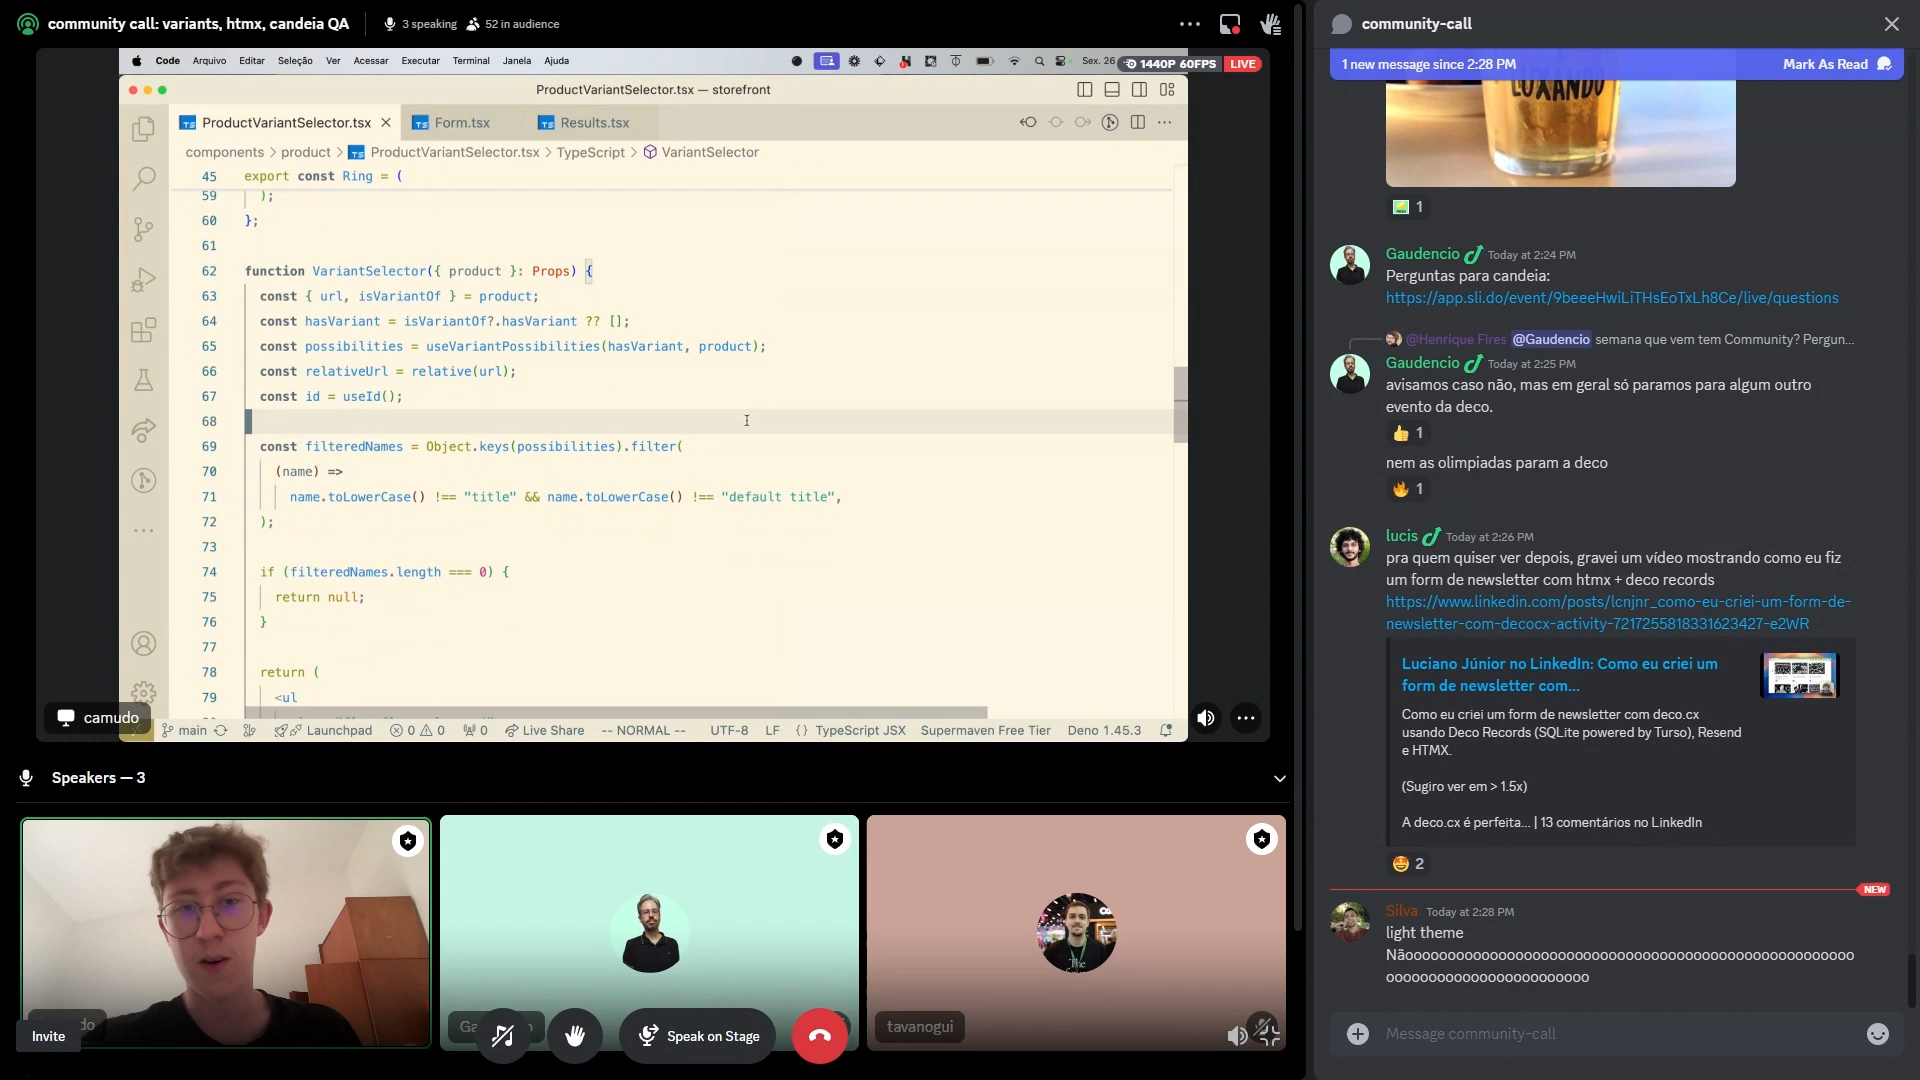 community call: variants, htmx, candeia QA
3 speaking
52 in audience
Code Arquivo Editar Seleção Ver Acessar Executar Terminal Janela Ajuda
Sex. 26
1440P 60FPS
LIVE
ProductVariantSelector.tsx — storefront
TS ProductVariantSelector.tsx
TS Form.tsx
TS Results.tsx
components > product > TS ProductVariantSelector.tsx > TypeScript > VariantSelector
45 export const Ring = (
59 );
60 };
61
62 function VariantSelector({ product }: Props) {
63 const { url, isVariantOf } = product;
64 const hasVariant = isVariantOf?.hasVariant ?? [];
65 const possibilities = useVariantPossibilities(hasVariant, product);
66 const relativeUrl = relative(url);
67 const id = useId();
68
69 const filteredNames = Object.keys(possibilities).filter(
70 (name) =>
71 name.toLowerCase() !== "title" && name.toLowerCase() !== "default title",
72 );
73
74 if (filteredNames.length === 0) {
75 return null;
76 }
77
78 return (
79 <ul
camudo
main
Launchpad
0 0
0
Live Share
-- NORMAL --
UTF-8
LF
{} TypeScript JSX
Supermaven Free Tier
Deno 1.45.3
Speakers — 3
Invite
Speak on Stage
The
tavanogui
community-call
1 new message since 2:28 PM
Mark As Read
LUXANDO
1
Gaudencio Today at 2:24 PM
Perguntas para candeia:
https://app.sli.do/event/9beeeHwiLiTHsEoTxLh8Ce/live/questions
@Henrique Fires @Gaudencio semana que vem tem Community? Pergun...
Gaudencio Today at 2:25 PM
avisamos caso não, mas em geral só paramos para algum outro
evento da deco.
1
nem as olimpiadas param a deco
1
lucis Today at 2:26 PM
pra quem quiser ver depois, gravei um vídeo mostrando como eu fiz
um form de newsletter com htmx + deco records
https://www.linkedin.com/posts/lcnjnr_como-eu-criei-um-form-de-
newsletter-com-decocx-activity-7217255818331623427-e2WR
Luciano Júnior no LinkedIn: Como eu criei um
form de newsletter com...
Como eu criei um form de newsletter com deco.cx
usando Deco Records (SQLite powered by Turso), Resend
e HTMX.
(Sugiro ver em > 1.5x)
A deco.cx é perfeita… | 13 comentários no LinkedIn
2
NEW
Silva Today at 2:28 PM
light theme
Nãooooooooooooooooooooooooooooooooooooooooooooooooooo
oooooooooooooooooooooooo
Message community-call